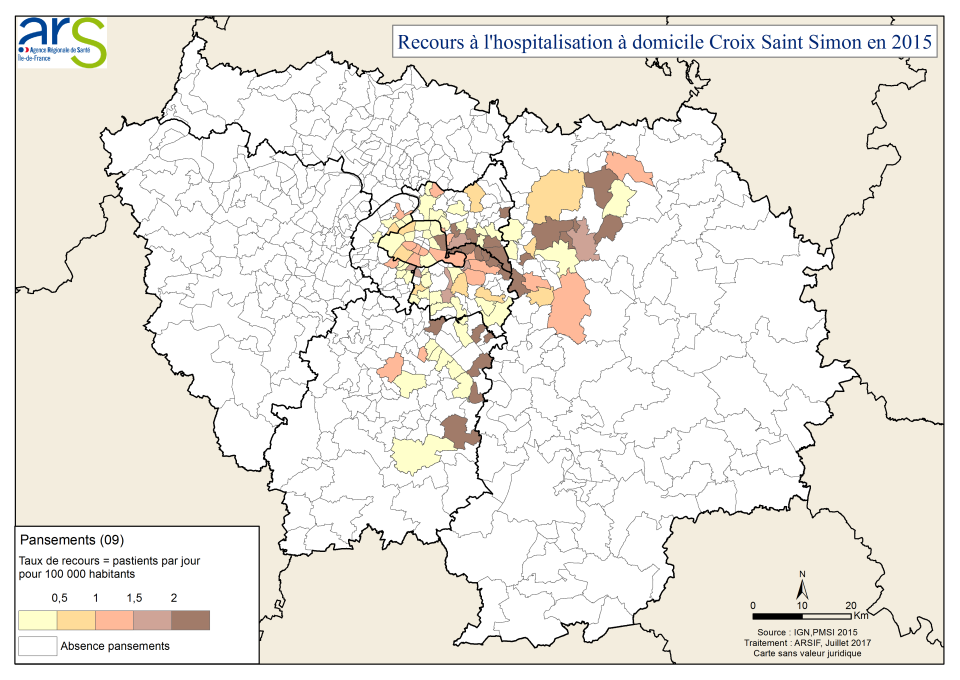 ars
Agence Régionale de Santé
Île-de-France
Recours à l'hospitalisation à domicile Croix Saint Simon en 2015
Pansements (09)
Taux de recours = pastients par jour
pour 100 000 habitants
0,5 1 1,5 2
Absence pansements
N
0 10 20
Km
Source : IGN,PMSI 2015
Traitement : ARSIF, Juillet 2017
Carte sans valeur juridique